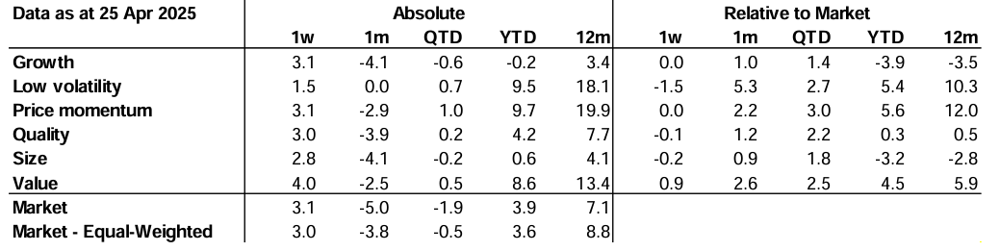 Data as at 25 Apr 2025 Absolute Relative to Market
1w 1m QTD YTD 12m 1w 1m QTD YTD 12m
Growth 3.1 -4.1 -0.6 -0.2 3.4 0.0 1.0 1.4 -3.9 -3.5
Low volatility 1.5 0.0 0.7 9.5 18.1 -1.5 5.3 2.7 5.4 10.3
Price momentum 3.1 -2.9 1.0 9.7 19.9 0.0 2.2 3.0 5.6 12.0
Quality 3.0 -3.9 0.2 4.2 7.7 -0.1 1.2 2.2 0.3 0.5
Size 2.8 -4.1 -0.2 0.6 4.1 -0.2 0.9 1.8 -3.2 -2.8
Value 4.0 -2.5 0.5 8.6 13.4 0.9 2.6 2.5 4.5 5.9
Market 3.1 -5.0 -1.9 3.9 7.1
Market - Equal-Weighted 3.0 -3.8 -0.5 3.6 8.8